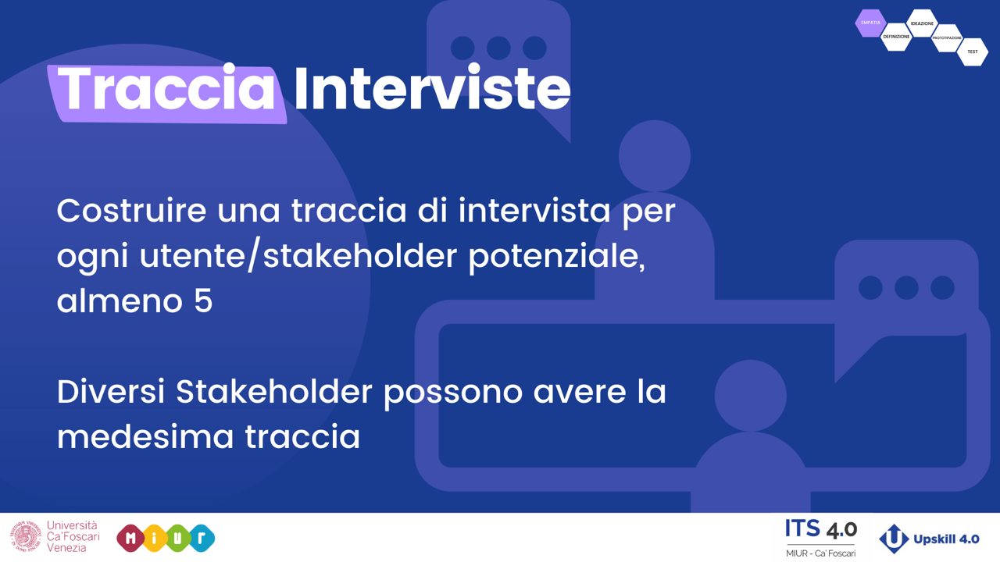 EMPATIA
DEFINIZIONE
IDEAZIONE
PROTOTIPAZIONE
TEST
Traccia Interviste
Costruire una traccia di intervista per
ogni utente/stakeholder potenziale,
almeno 5
Diversi Stakeholder possono avere la
medesima traccia
Università
Ca'Foscari
Venezia
MiUr
ITS 4.0
MIUR - Ca' Foscari
Upskill 4.0